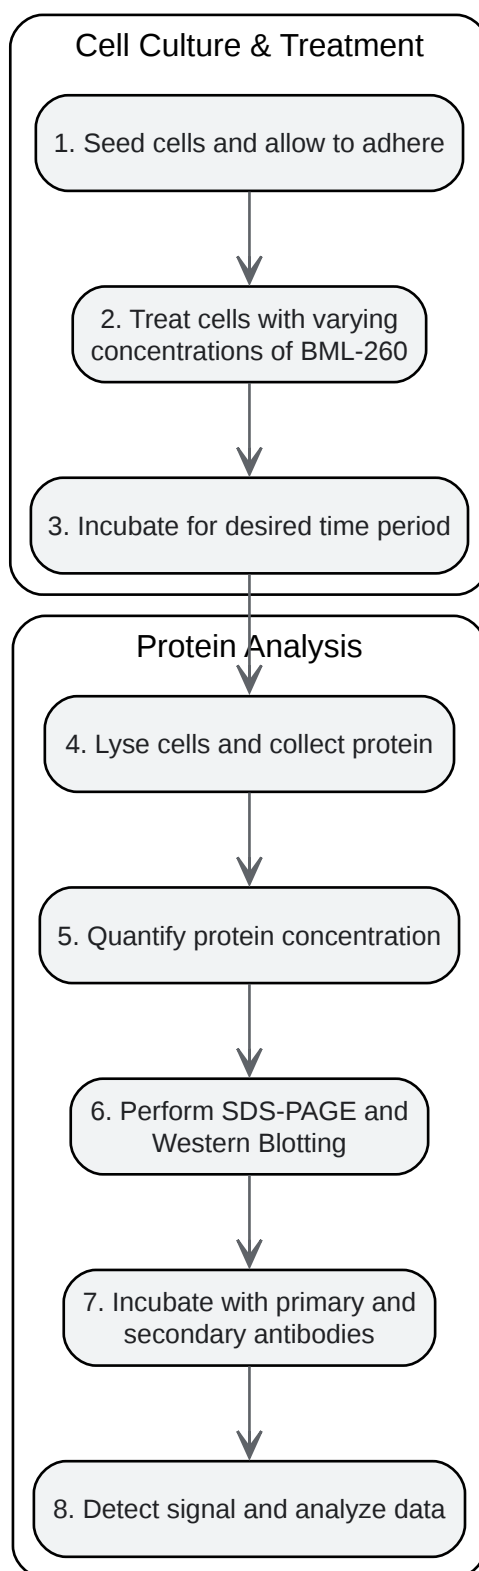 Cell Culture & Treatment
1. Seed cells and allow to adhere
2. Treat cells with varying
concentrations of BML-260
3. Incubate for desired time period
Protein Analysis
4. Lyse cells and collect protein
5. Quantify protein concentration
6. Perform SDS-PAGE and
Western Blotting
7. Incubate with primary and
secondary antibodies
8. Detect signal and analyze data